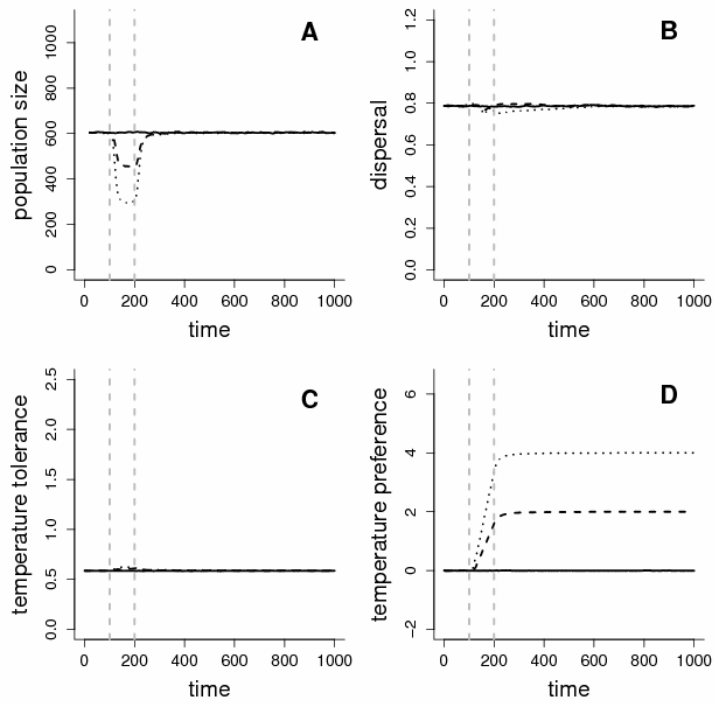 A
population size
1000
800
600
400
200
0
0 200 400 600 800 1000
time
B
dispersal
1.2
1.0
0.8
0.6
0.4
0.2
0.0
0 200 400 600 800 1000
time
C
temperature tolerance
2.5
2.0
1.5
1.0
0.5
0.0
0 200 400 600 800 1000
time
D
temperature preference
6
4
2
0
−2
0 200 400 600 800 1000
time